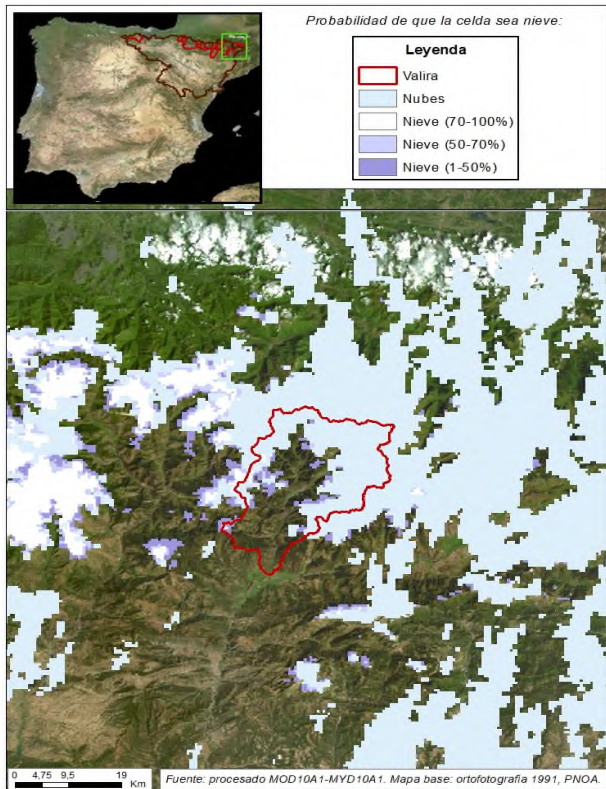 Probabilidad de que la celda sea nieve:
Leyenda
Valira
Nubes
Nieve (70-100%)
Nieve (50-70%)
Nieve (1-50%)
0 4,75 9,5 19
Km
Fuente: procesado MOD10A1-MYD10A1. Mapa base: ortofotografia 1991, PNOA.